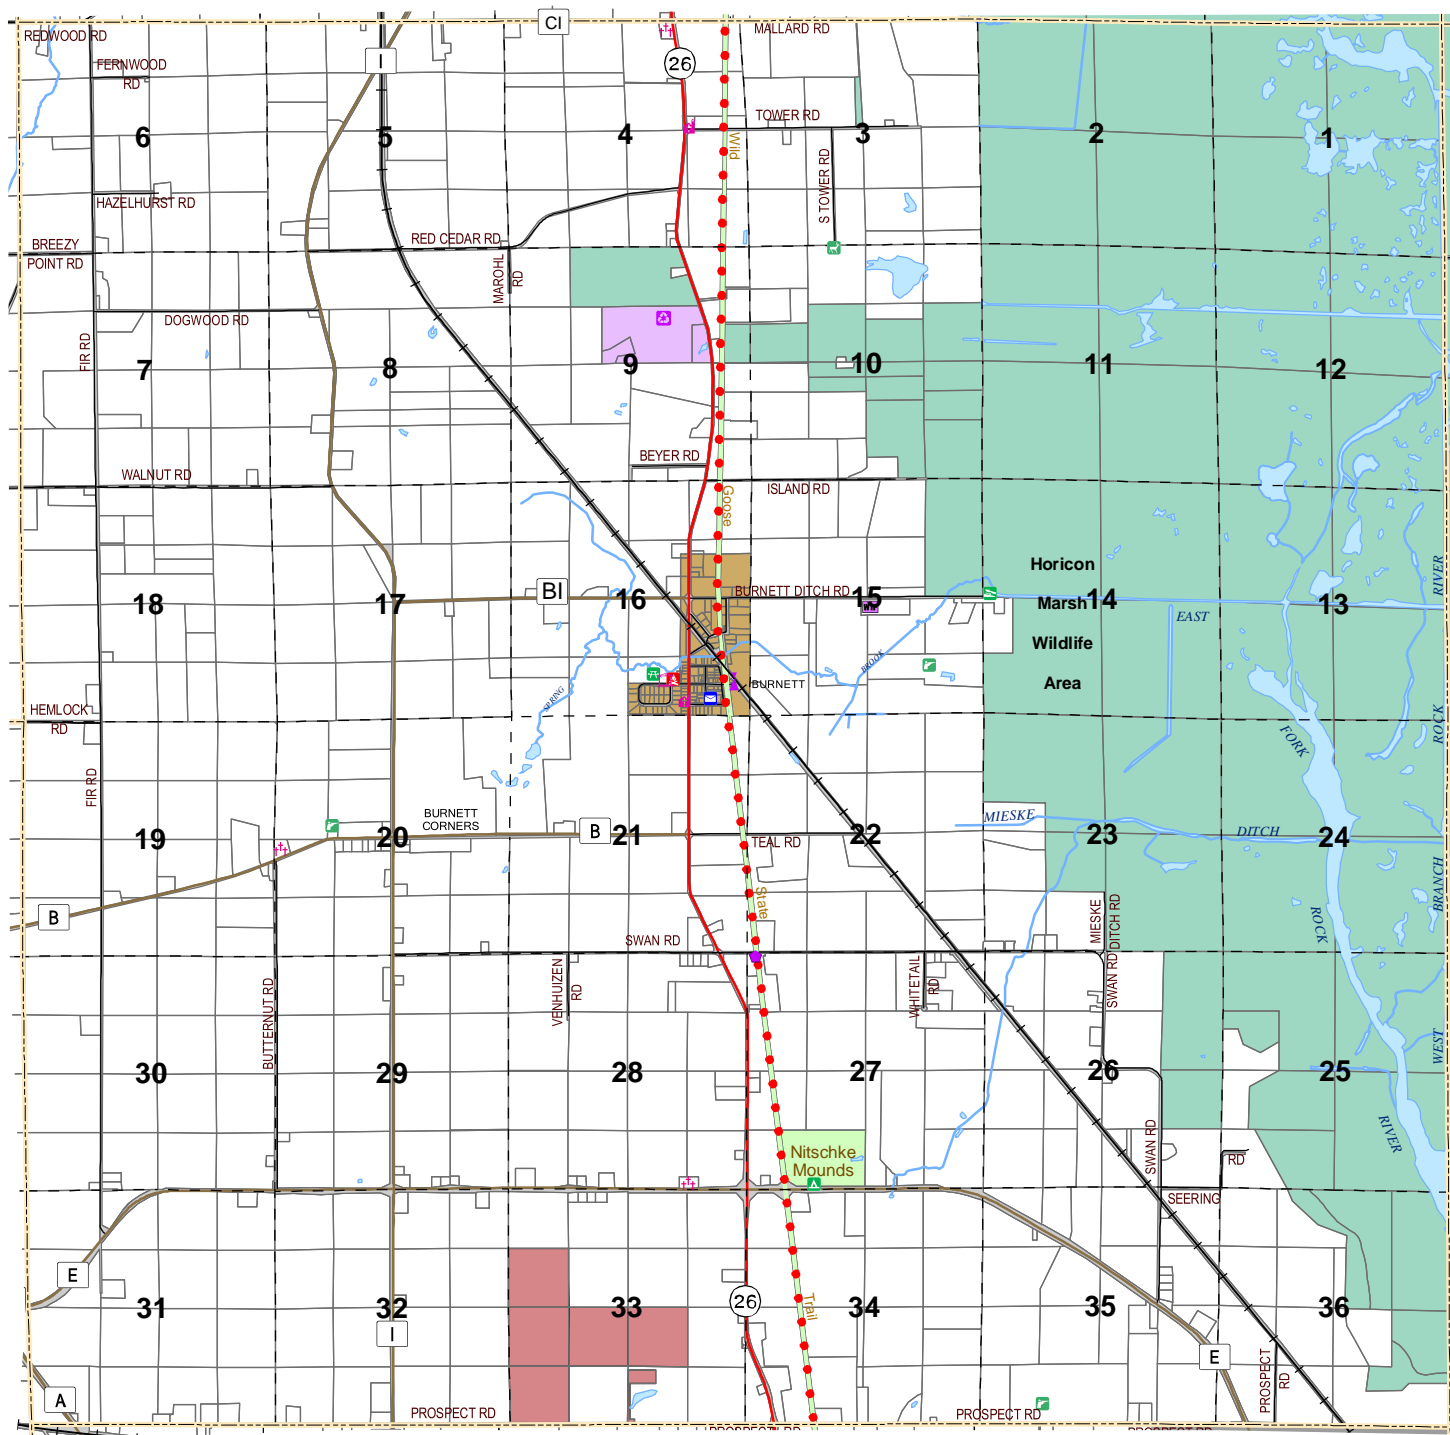 CI
REDWOOD RD
MALLARD RD
FERNWOOD
RD
I
26
TOWER RD
6
5
4
3
2
1
Wild
S TOWER RD
HAZELHURST RD
BREEZY
POINT RD
RED CEDAR RD
MAROHL
RD
DOGWOOD RD
FIR RD
7
8
9
10
11
12
BEYER RD
WALNUT RD
ISLAND RD
Goose
Horicon
Marsh
Wildlife
Area
BI
BURNETT DITCH RD
18
17
16
15
14
13
EAST
RIVER
BROOK
SPRING
BURNETT
HEMLOCK
RD
FORK
ROCK
FIR RD
BURNETT
CORNERS
B
MIESKE
DITCH
19
20
21
22
23
24
TEAL RD
State
B
BRANCH
ROCK
MIESKE
DITCH RD
SWAN RD
SWAN RD
VENHUIZEN
RD
WHITETAIL
RD
BUTTERNUT RD
30
29
28
27
26
25
WEST
RIVER
Nitschke
Mounds
SWAN RD
RD
SEERING
E
26
Trail
31
32
33
34
35
36
I
E
PROSPECT
RD
A
PROSPECT RD
PROSPECT RD
PROSPECT RD
PROSPECT RD